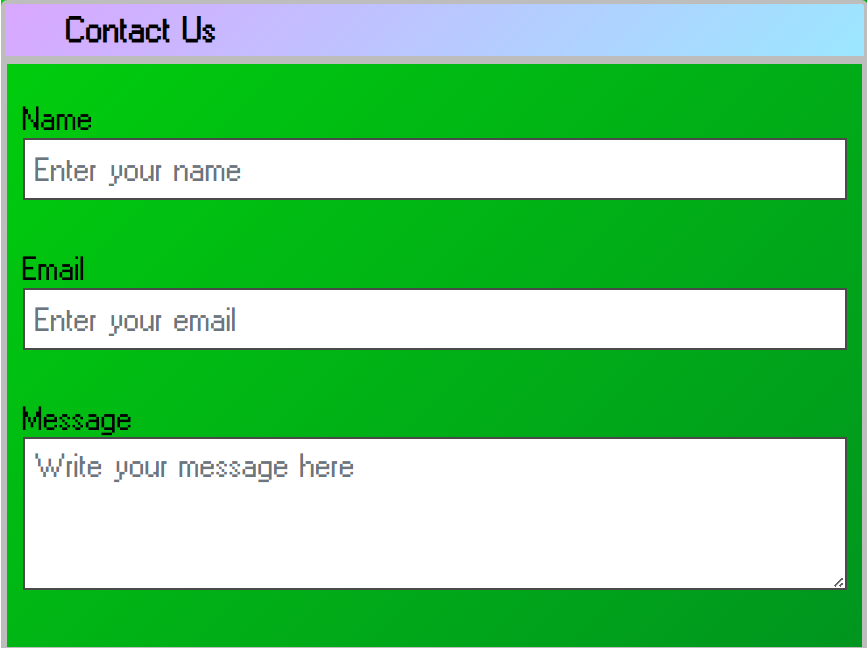 Contact Us
Name
Enter your name
Email
Enter your email
Message
Write your message here